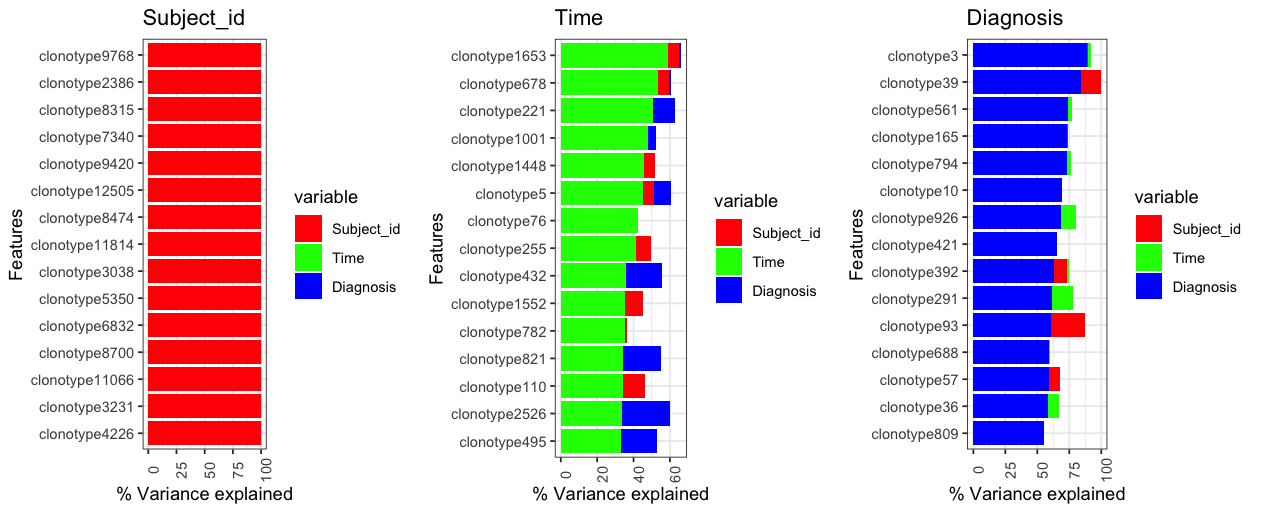 Subject_id
Features
clonotype9768
clonotype2386
clonotype8315
clonotype7340
clonotype9420
clonotype12505
clonotype8474
clonotype11814
clonotype3038
clonotype5350
clonotype6832
clonotype8700
clonotype11066
clonotype3231
clonotype4226
0
25
50
75
100
% Variance explained
variable
Subject_id
Time
Diagnosis
Time
Features
clonotype1653
clonotype678
clonotype221
clonotype1001
clonotype1448
clonotype5
clonotype76
clonotype255
clonotype432
clonotype1552
clonotype782
clonotype821
clonotype110
clonotype2526
clonotype495
0
20
40
60
% Variance explained
variable
Subject_id
Time
Diagnosis
Diagnosis
Features
clonotype3
clonotype39
clonotype561
clonotype165
clonotype794
clonotype10
clonotype926
clonotype421
clonotype392
clonotype291
clonotype93
clonotype688
clonotype57
clonotype36
clonotype809
0
25
50
75
100
% Variance explained
variable
Subject_id
Time
Diagnosis